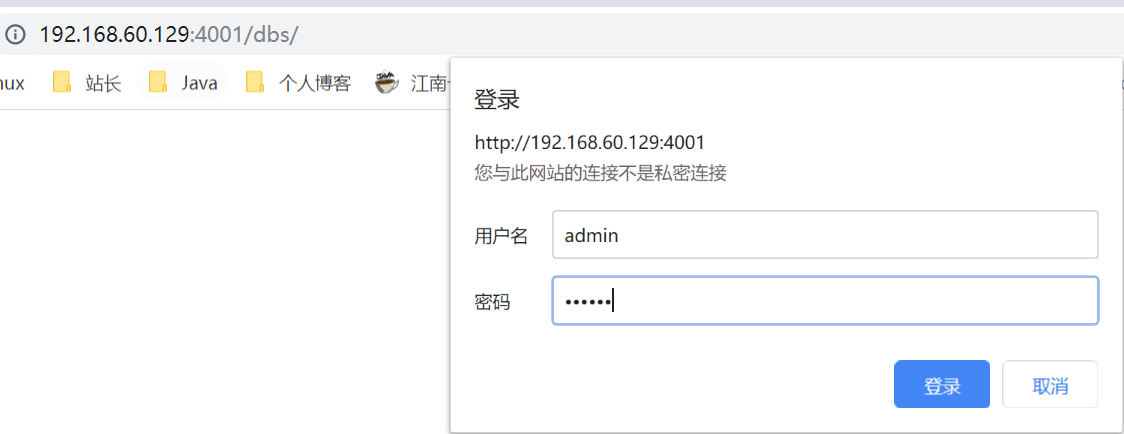 192.168.60.129:4001/dbs/
nux 站长 Java 个人博客 江南
登录
http://192.168.60.129:4001
您与此网站的连接不是私密连接
用户名 admin
密码 ••••••
登录 取消